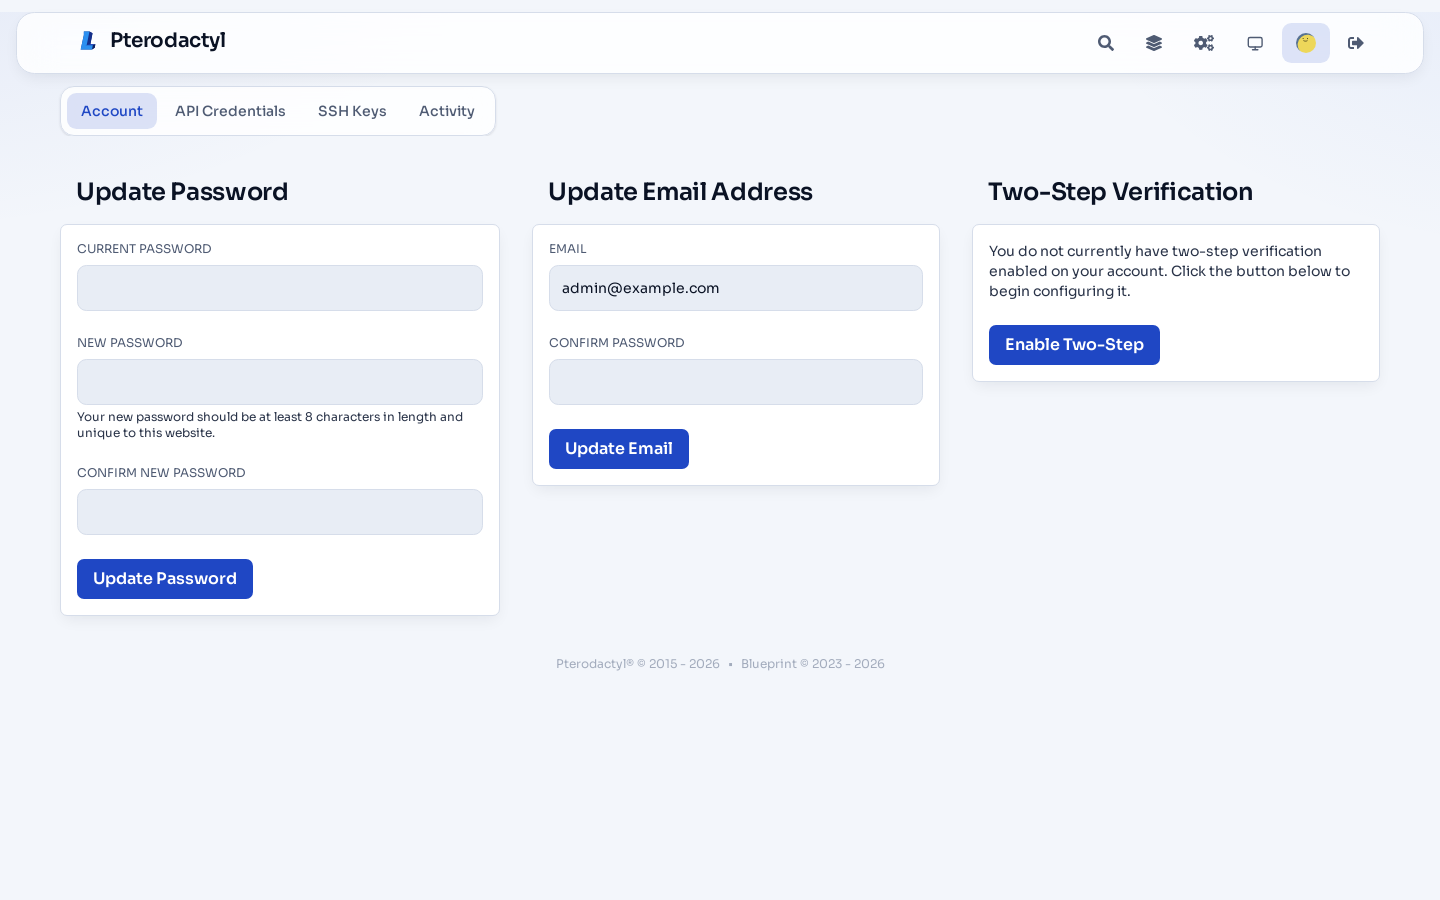 Pterodactyl
Account
API Credentials
SSH Keys
Activity
Update Password
CURRENT PASSWORD
NEW PASSWORD
Your new password should be at least 8 characters in length and
unique to this website.
CONFIRM NEW PASSWORD
Update Password
Update Email Address
EMAIL
admin@example.com
CONFIRM PASSWORD
Update Email
Two-Step Verification
You do not currently have two-step verification
enabled on your account. Click the button below to
begin configuring it.
Enable Two-Step
Pterodactyl® © 2015 - 2026 • Blueprint © 2023 - 2026